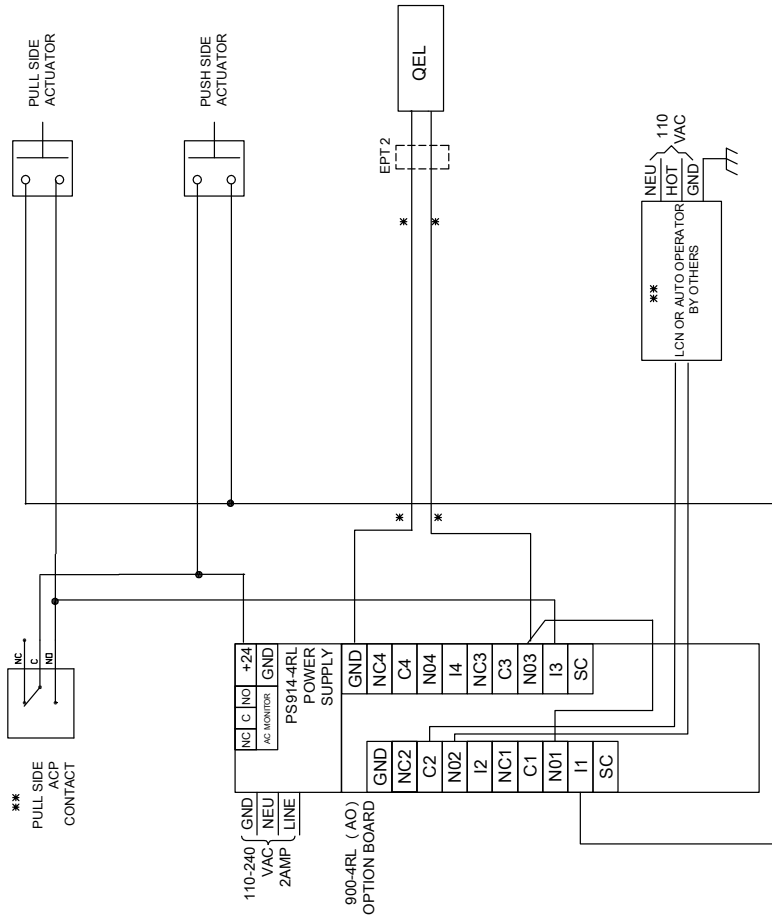 PULL SIDE
ACTUATOR
PUSH SIDE
ACTUATOR
QEL
EPT 2
*
*
NEU
HOT
GND
110
VAC
**
LCN OR AUTO OPERATOR
BY OTHERS
*
*
NC
C
NO
**
PULL SIDE
ACP
CONTACT
NC C NO +24
AC MONITOR GND
PS914-4RL
POWER
SUPPLY
110-240
VAC
2AMP
GND
NEU
LINE
900-4RL ( AO )
OPTION BOARD
GND
NC4
C4
N04
I4
NC3
C3
N03
I3
SC
GND
NC2
C2
N02
I2
NC1
C1
N01
I1
SC